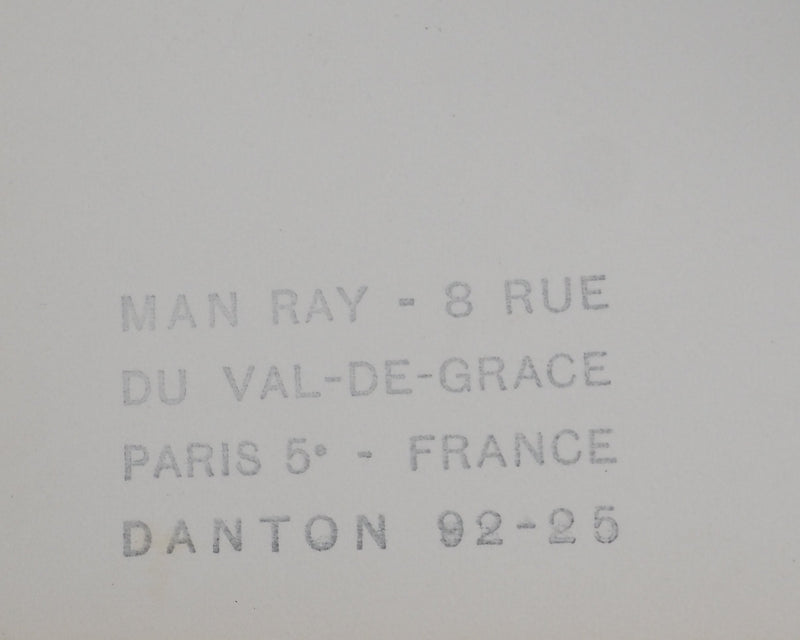 MAN RAY - 8 RUE
DU VAL-DE-GRACE
PARIS 5e - FRANCE
DANTON 92-25